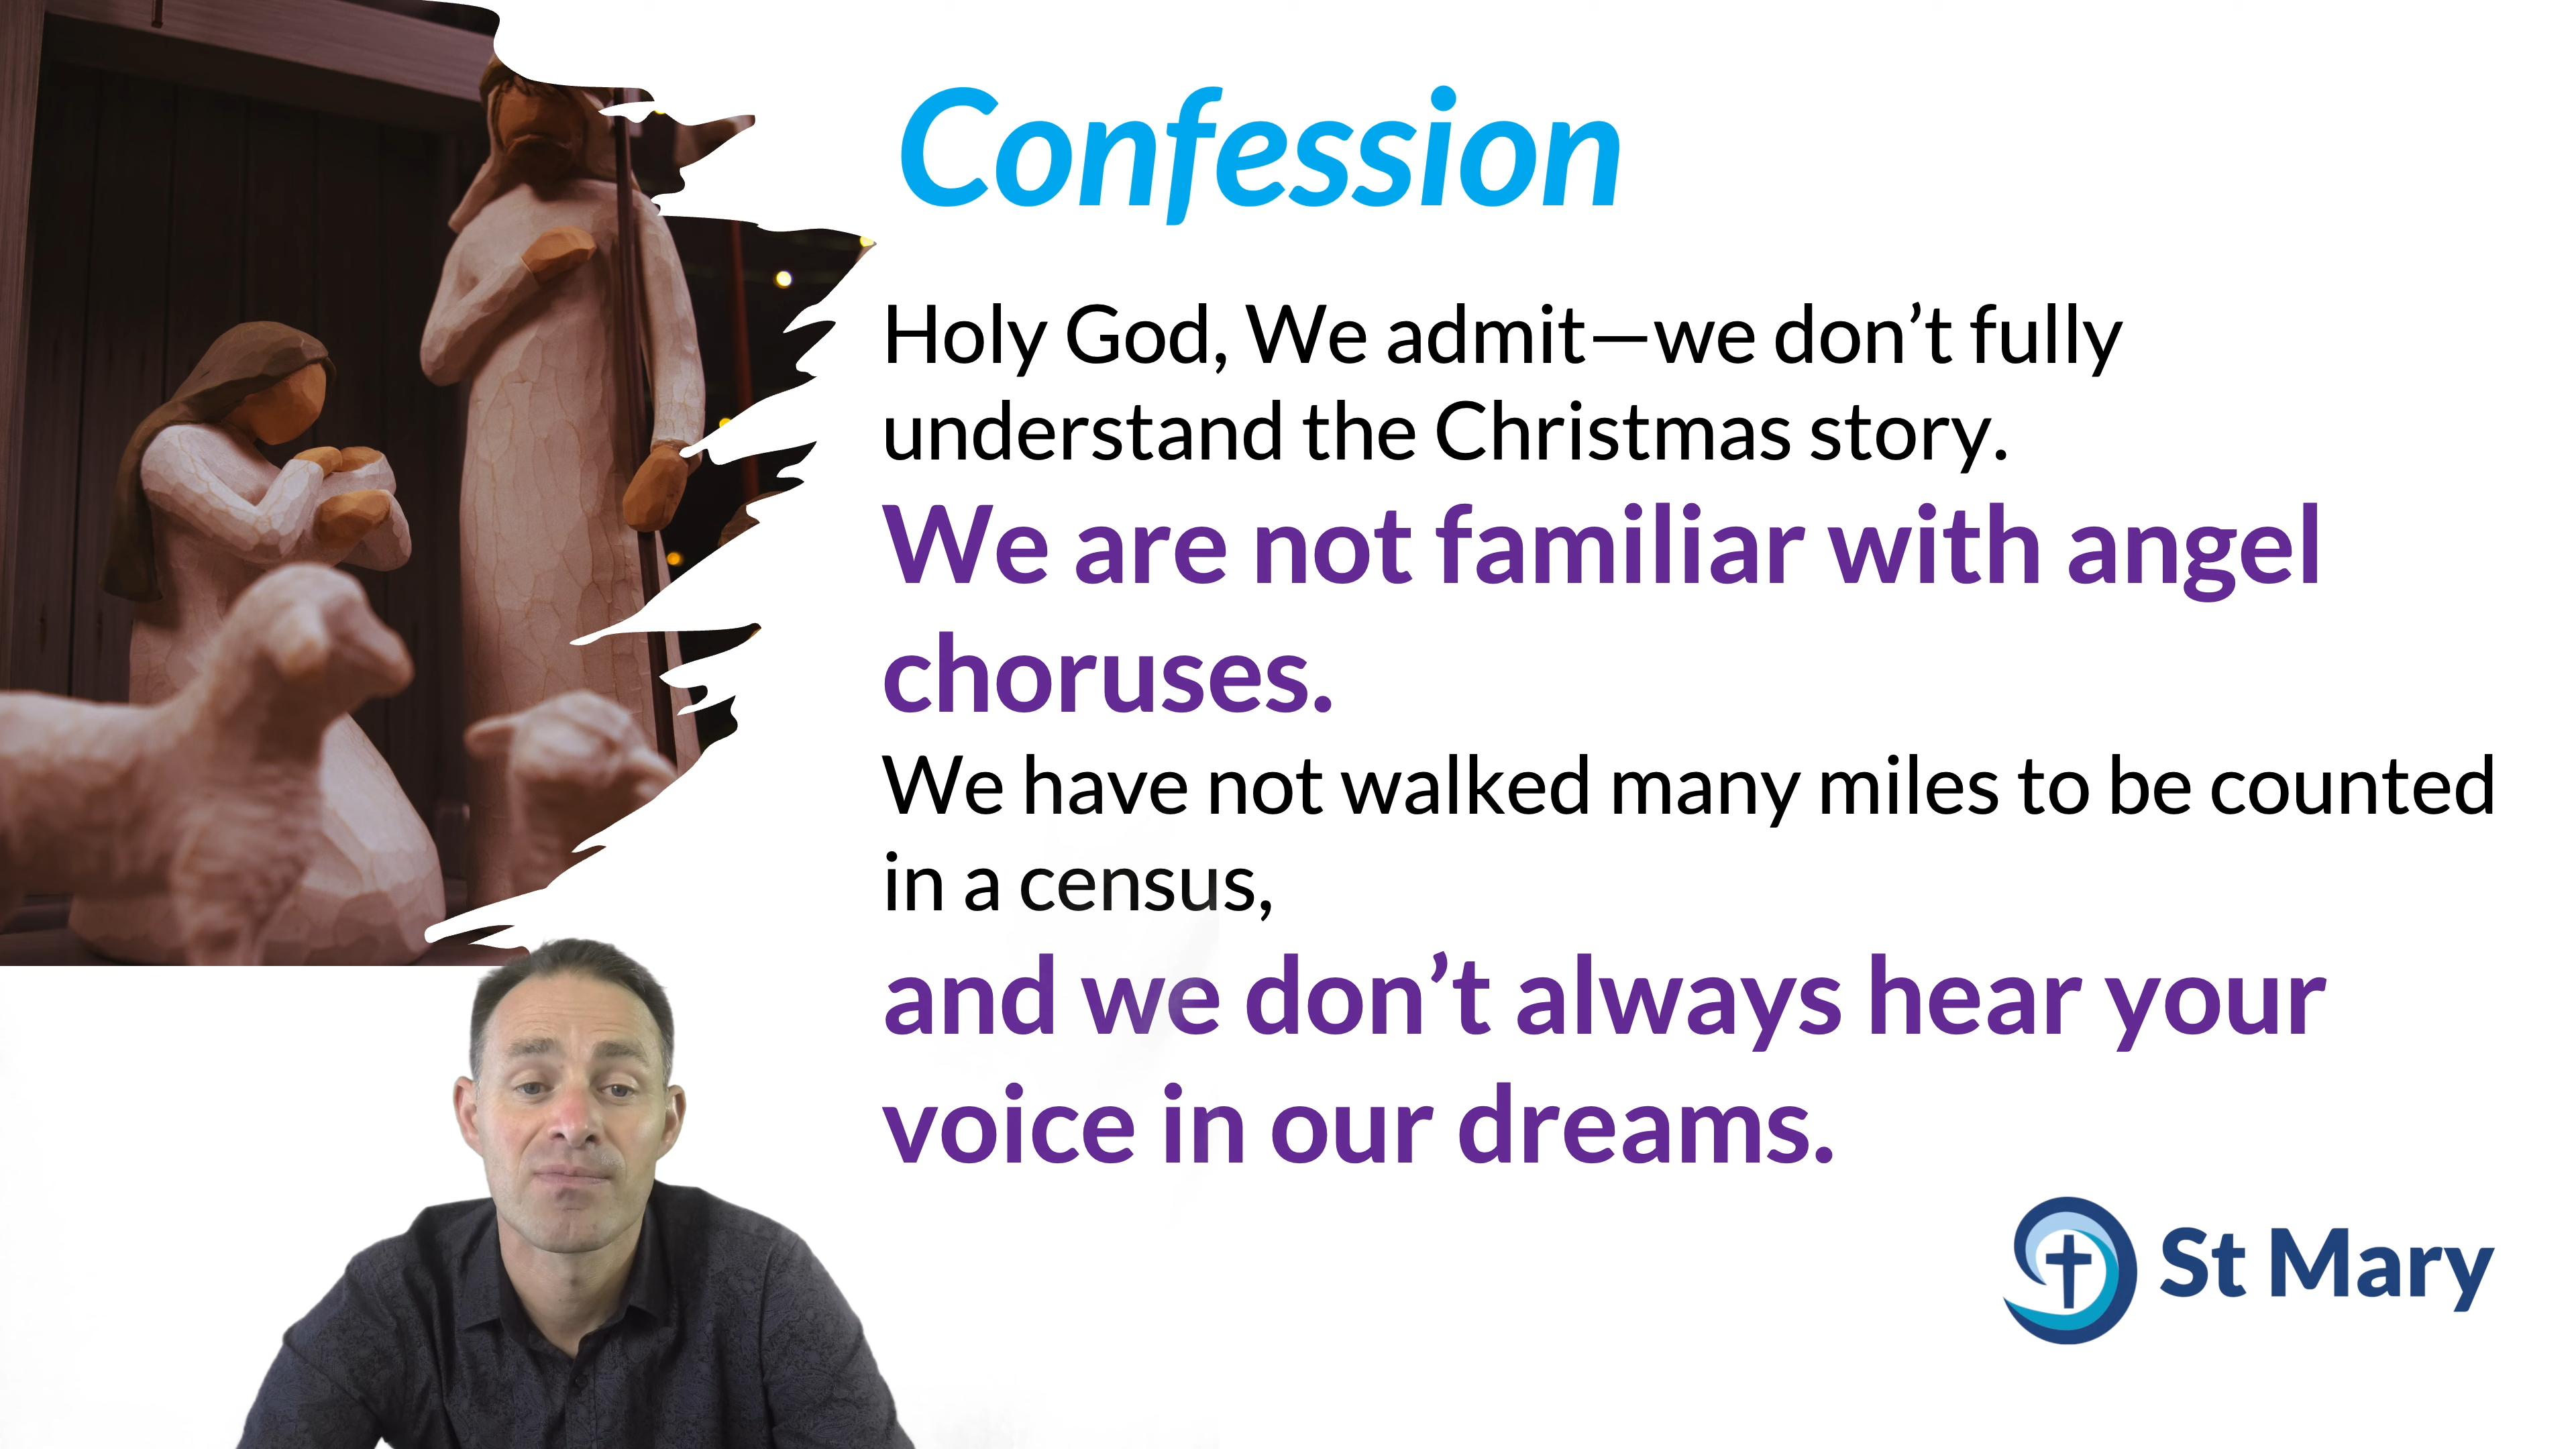 Confession
Holy God, We admit—we don’t fully
understand the Christmas story.
We are not familiar with angel
choruses.
We have not walked many miles to be counted
in a census,
and we don’t always hear your
voice in our dreams.
St Mary